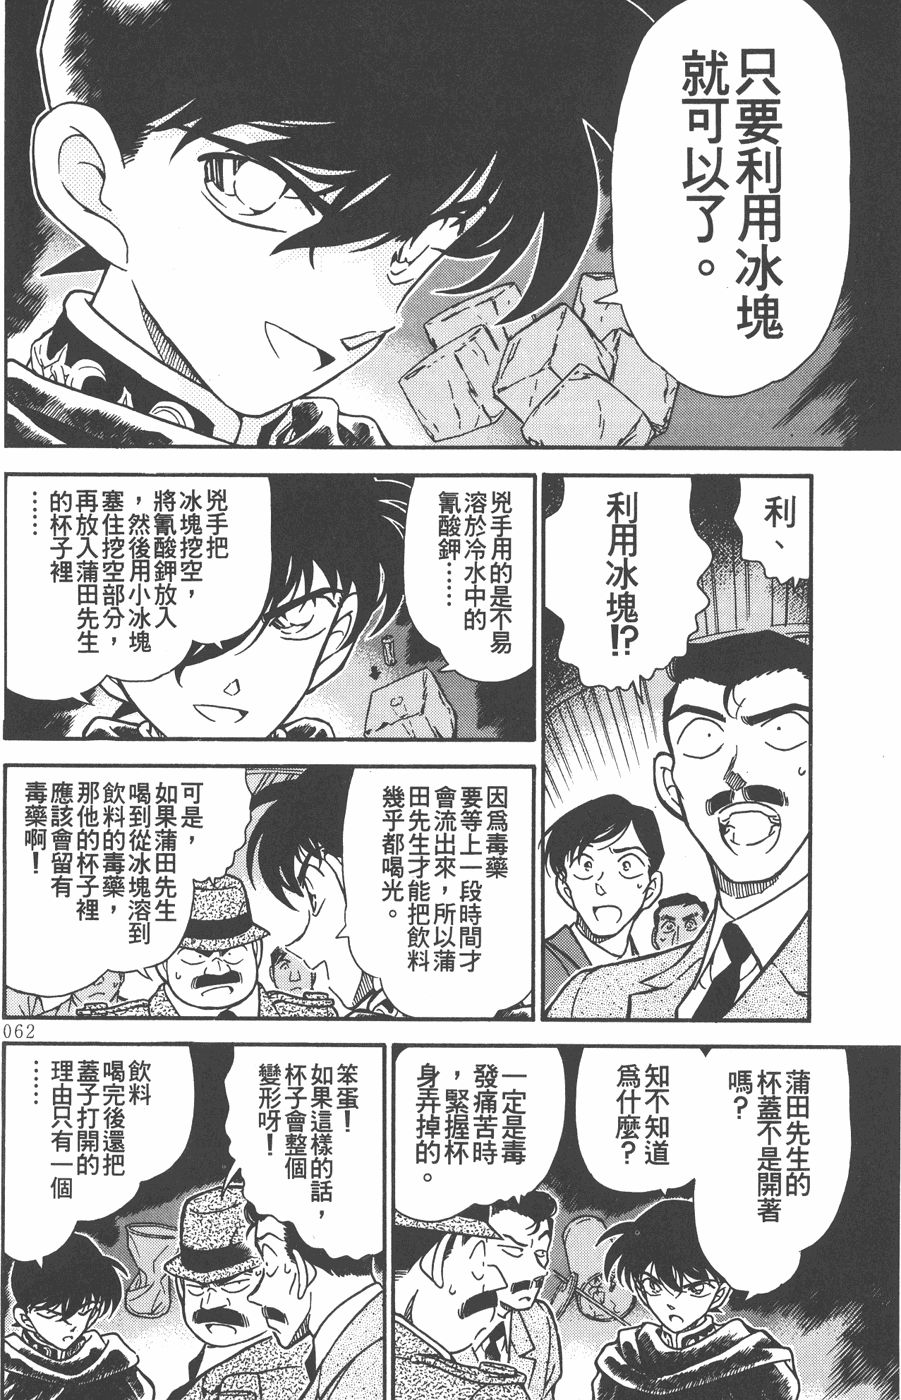 只要利用冰塊
就可以了。
利、
利用冰塊!?
兇手用的是不易
溶於冷水中的
氰酸鉀……
兇手把
冰塊挖空，
將氰酸鉀放入
，然後用小冰塊
塞住挖空部分，
再放入蒲田先生
的杯子裡
……
因為毒藥
要等上一段時間才
會流出來，所以蒲
田先生才能把飲料
幾乎都喝光。
可是，
如果蒲田先生
喝到從冰塊溶到
飲料的毒藥，
那他的杯子裡
應該會留有
毒藥啊！
062
蒲田先生的
杯蓋不是開著
嗎？
知不知道
為什麼？
一定是毒
發痛苦時
，緊握杯
身弄掉的。
笨蛋！
如果這樣的話，
杯子會整個
變形呀！
飲料
喝完後還把
蓋子打開的
理由只有一個
……